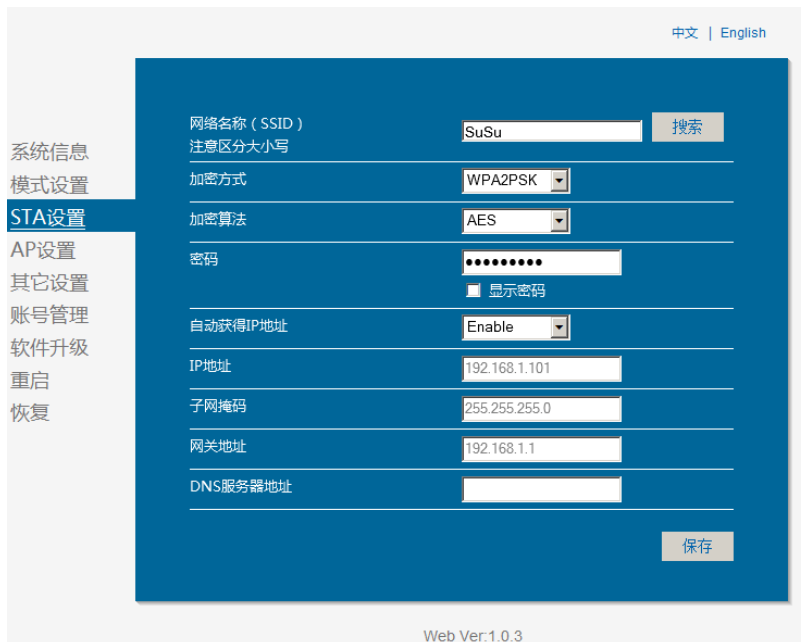 中文 | English
系统信息
模式设置
STA设置
AP设置
其它设置
账号管理
软件升级
重启
恢复
网络名称（SSID） SuSu 搜索
注意区分大小写
加密方式 WPA2PSK
加密算法 AES
密码 ●●●●●●●●●
显示密码
自动获得IP地址 Enable
IP地址 192.168.1.101
子网掩码 255.255.255.0
网关地址 192.168.1.1
DNS服务器地址
保存
Web Ver:1.0.3